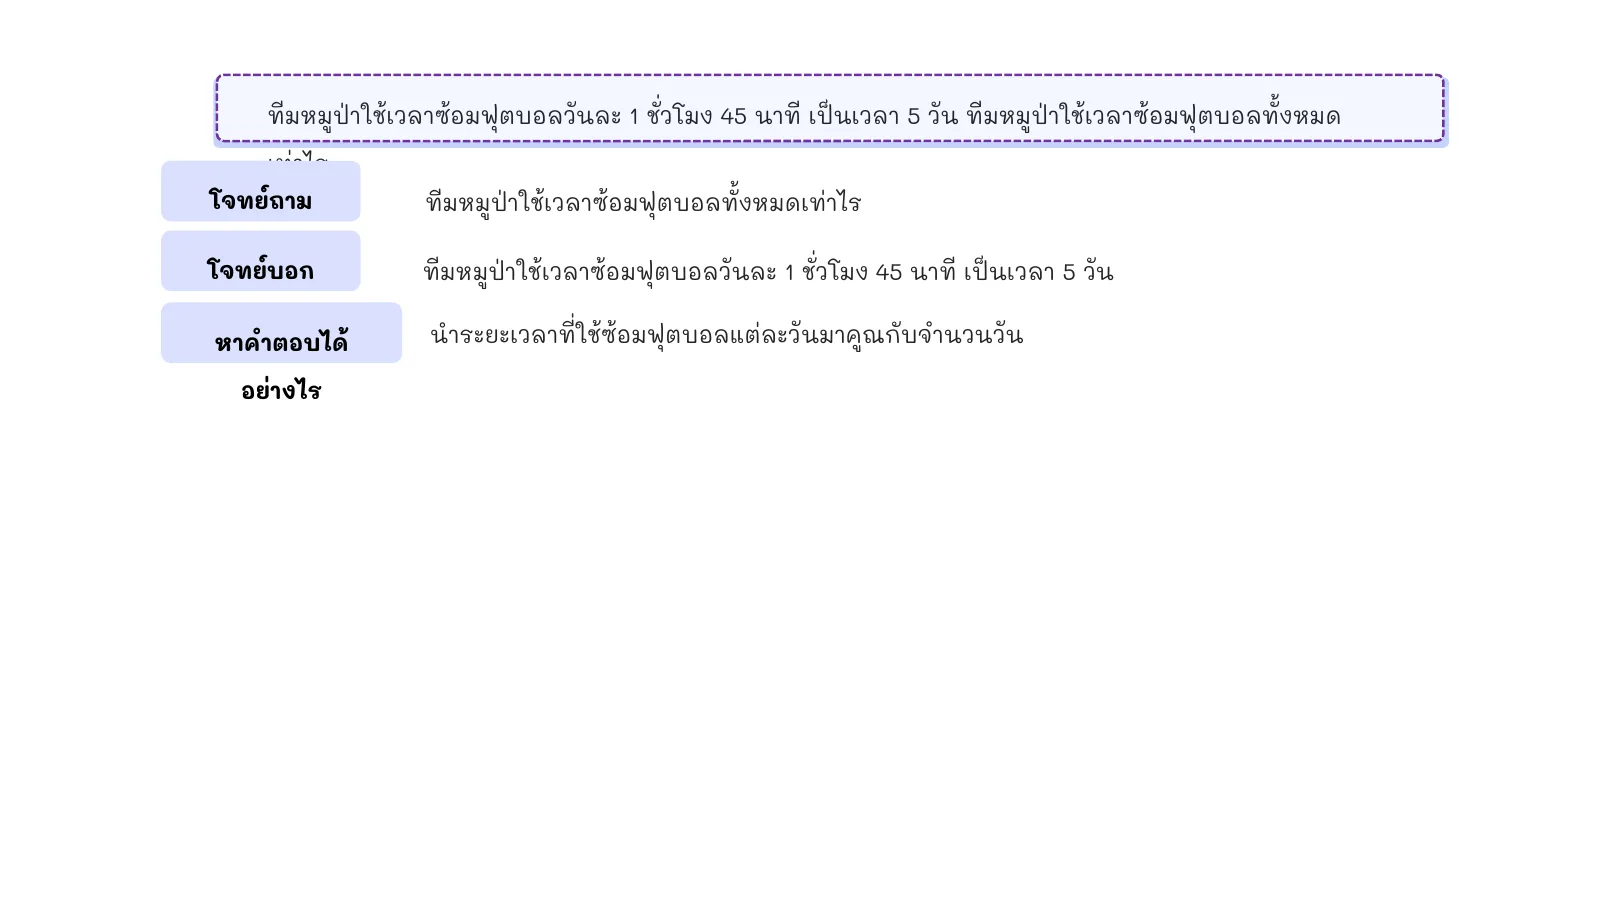 ทีมหมูป่าใช้เวลาซ้อมฟุตบอลวันละ 1 ชั่วโมง 45 นาที เป็นเวลา 5 วัน ทีมหมูป่าใช้เวลาซ้อมฟุตบอลทั้งหมด
เท่าไร
โจทย์ถาม
ทีมหมูป่าใช้เวลาซ้อมฟุตบอลทั้งหมดเท่าไร
โจทย์บอก
ทีมหมูป่าใช้เวลาซ้อมฟุตบอลวันละ 1 ชั่วโมง 45 นาที เป็นเวลา 5 วัน
หาคำตอบได้
อย่างไร
นำระยะเวลาที่ใช้ซ้อมฟุตบอลแต่ละวันมาคูณกับจำนวนวัน